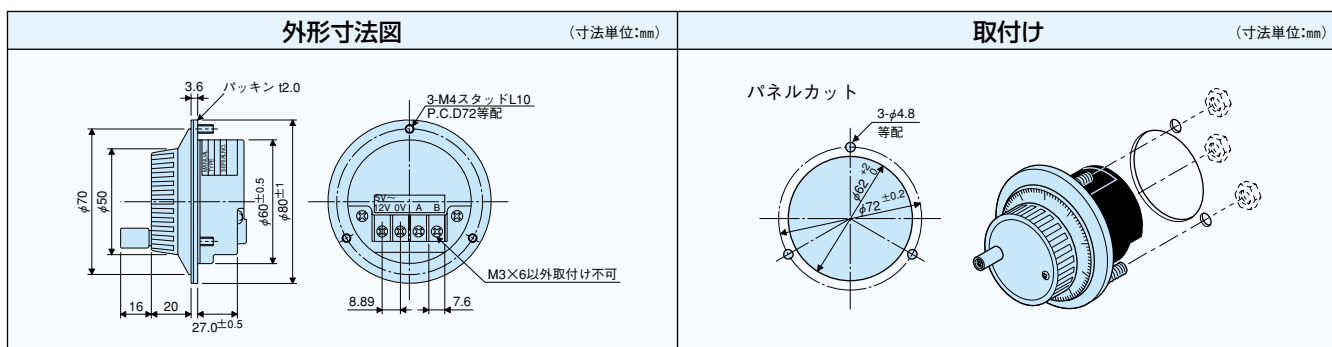 外形寸法図
(寸法単位:㎜)
取付け
(寸法単位:㎜)
3.6
パッキン t2.0
φ70
φ50
MANUAL
TYPE
SERIAL NO.
φ60±0.5
φ80±1
16
20
27.0±0.5
3-M4スタッドL10
P.C.D72等配
5V〜
12V 0V A B
M3×6以外取付け不可
8.89
7.6
パネルカット
3-φ4.8
等配
φ62 +2 0
φ72±0.2